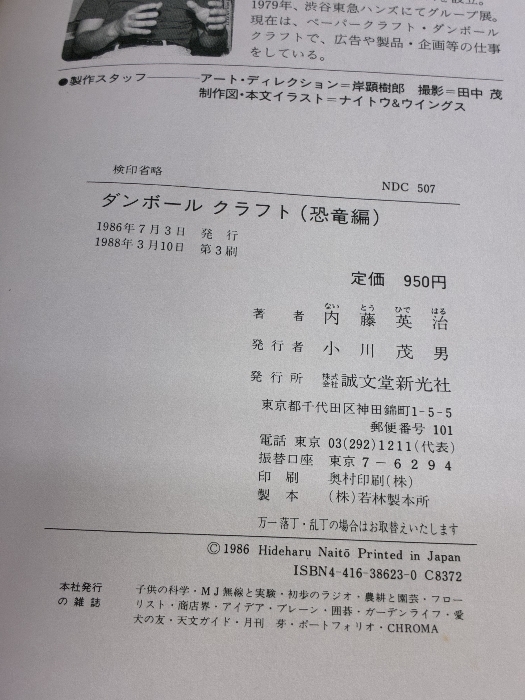 1979年、渋谷東急ハンズにてグループ展。
現在は、ペーパークラフト・ダンボール
クラフトで、広告や製品・企画等の仕事
をしている。
●製作スタッフ――アート・ディレクション=岸顕樹郎 撮影=田中 茂
制作図・本文イラスト=ナイトウ&ウイングス
検印省略
NDC 507
ダンボール クラフト(恐竜編)
1986年7月3日 発 行
1988年3月10日 第3刷
定価 950円
ない とう ひで はる
著 者 内 藤 英 治
発 行 者 小 川 茂 男
発 行 所 株式会社 誠文堂新光社
東京都千代田区神田錦町1-5-5
郵便番号 101
電話 東京 03(292)1211(代表)
振替口座 東京7-6294
印 刷 奥村印刷(株)
製 本 (株)若林製本所
万一落丁・乱丁の場合はお取替えいたします
© 1986 Hideharu Naitō Printed in Japan
ISBN4-416-38623-0 C8372
本社発行
の雑誌
子供の科学・MJ無線と実験・初歩のラジオ・農耕と園芸・フロー
リスト・商店界・アイデア・ブレーン・囲碁・ガーデンライフ・愛
犬の友・天文ガイド・月刊 芽・ポートフォリオ・CHROMA